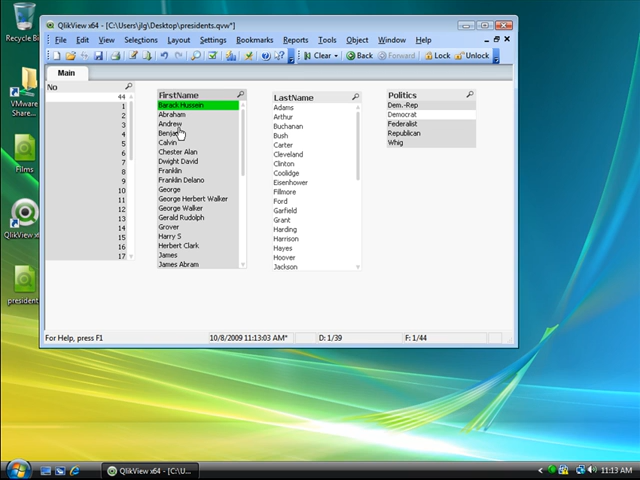 Recycle Bin
VMware
Share...
Films
QlikView x6
president
QlikView x64 - [C:\Users\jlg\Desktop\presidents.qvw*]
File Edit View Selections Layout Settings Bookmarks Reports Tools Object Window Help
Clear Back Forward Lock Unlock
Main
No
44
1
2
3
4
5
6
7
8
9
10
11
12
13
14
15
16
17
FirstName
Barack Hussein
Abraham
Andrew
Benja
Calvin
Chester Alan
Dwight David
Franklin
Franklin Delano
George
George Herbert Walker
George Walker
Gerald Rudolph
Grover
Harry S
Herbert Clark
James
James Abram
LastName
Adams
Arthur
Buchanan
Bush
Carter
Cleveland
Clinton
Coolidge
Eisenhower
Fillmore
Ford
Garfield
Grant
Harding
Harrison
Hayes
Hoover
Jackson
Politics
Dem.-Rep
Democrat
Federalist
Republican
Whig
For Help, press F1 10/8/2009 11:13:03 AM* D: 1/39 F: 1/44
QlikView x64 - [C:\U... 11:13 AM